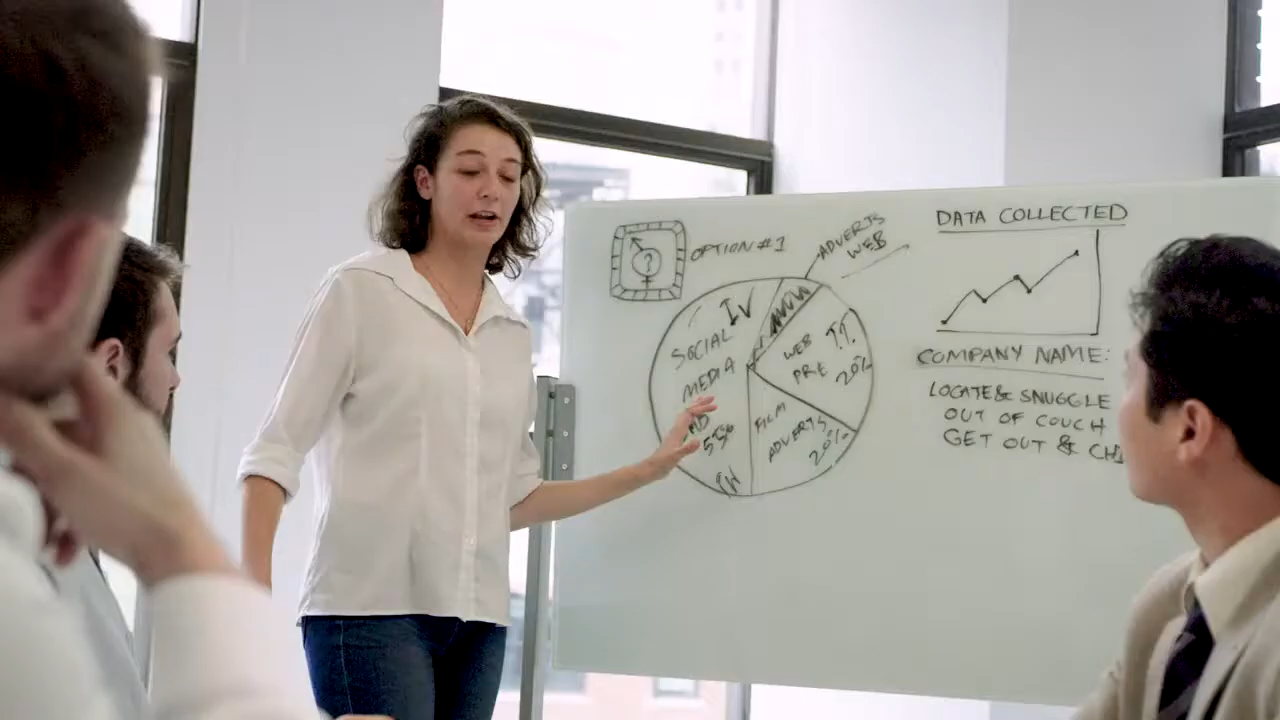 OPTION #1
?
ADVERTS
WEB
IV
SOCIAL
MEDIA
55%
WEB T.T.
PRE 20%
FILM
ADVERTS
20%
DATA COLLECTED
COMPANY NAME:
LOCATE & SNUGGLE
OUT OF COUCH
GET OUT &